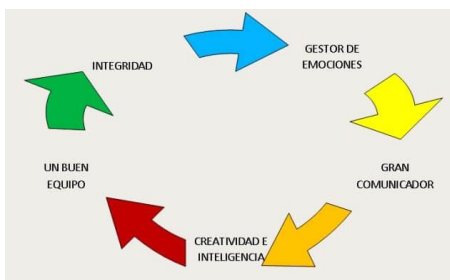 INTEGRIDAD
GESTOR DE
EMOCIONES
GRAN
COMUNICADOR
CREATIVIDAD E
INTELIGENCIA
UN BUEN
EQUIPO